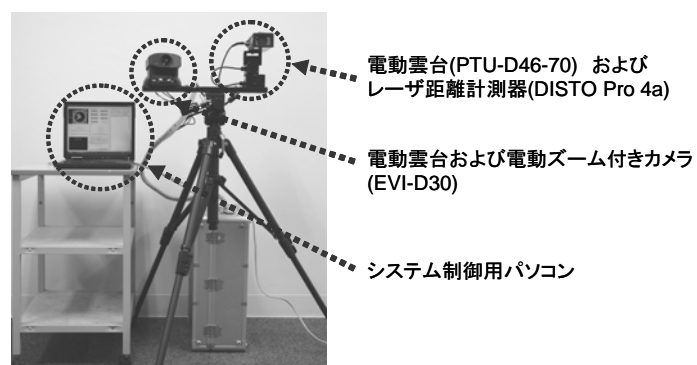 電動雲台(PTU-D46-70) および
レーザ距離計測器(DISTO Pro 4a)
電動雲台および電動ズーム付きカメラ
(EVI-D30)
システム制御用パソコン